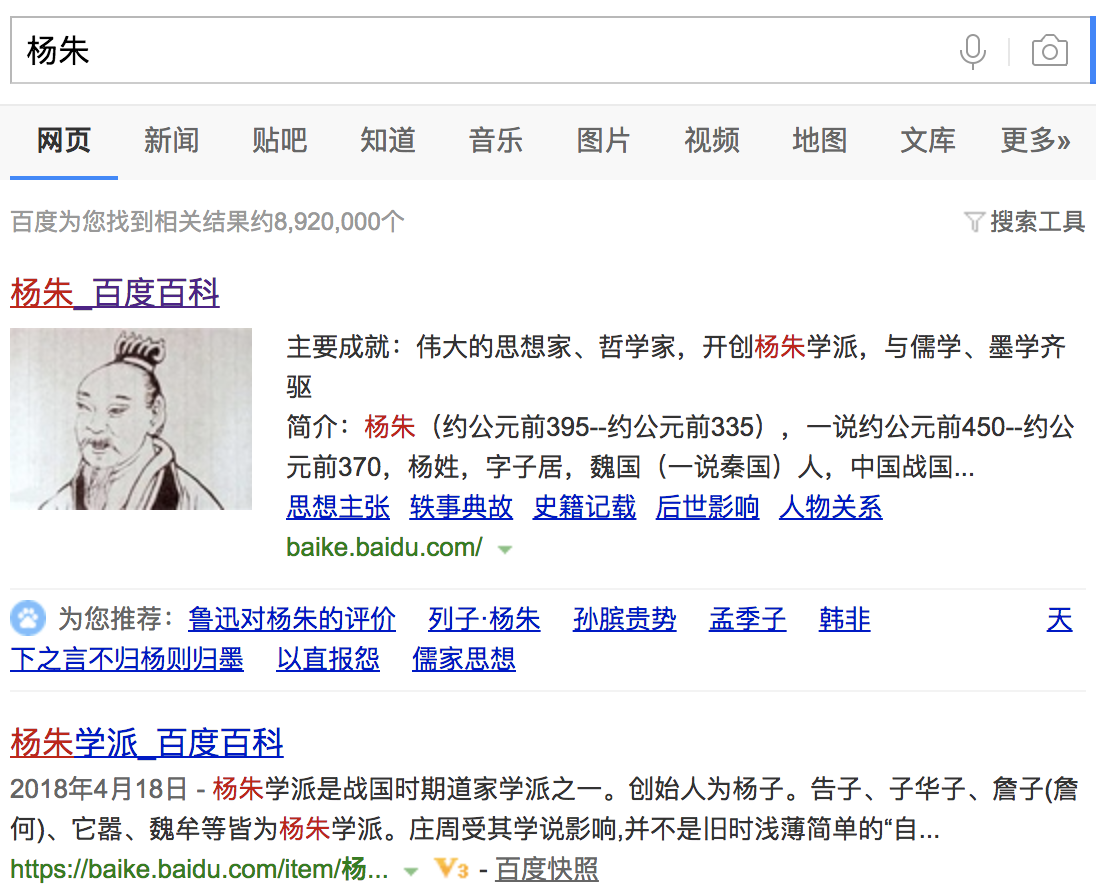 杨朱
网页 新闻 贴吧 知道 音乐 图片 视频 地图 文库 更多»
百度为您找到相关结果约8,920,000个 搜索工具
杨朱_百度百科
主要成就：伟大的思想家、哲学家，开创杨朱学派，与儒学、墨学齐
驱
简介：杨朱（约公元前395--约公元前335），一说约公元前450--约公
元前370，杨姓，字子居，魏国（一说秦国）人，中国战国...
思想主张 轶事典故 史籍记载 后世影响 人物关系
baike.baidu.com/
为您推荐：鲁迅对杨朱的评价 列子·杨朱 孙膑贵势 孟季子 韩非 天
下之言不归杨则归墨 以直报怨 儒家思想
杨朱学派_百度百科
2018年4月18日 - 杨朱学派是战国时期道家学派之一。创始人为杨子。告子、子华子、詹子(詹
何)、它嚣、魏牟等皆为杨朱学派。庄周受其学说影响,并不是旧时浅薄简单的“自...
https://baike.baidu.com/item/杨... V3 - 百度快照